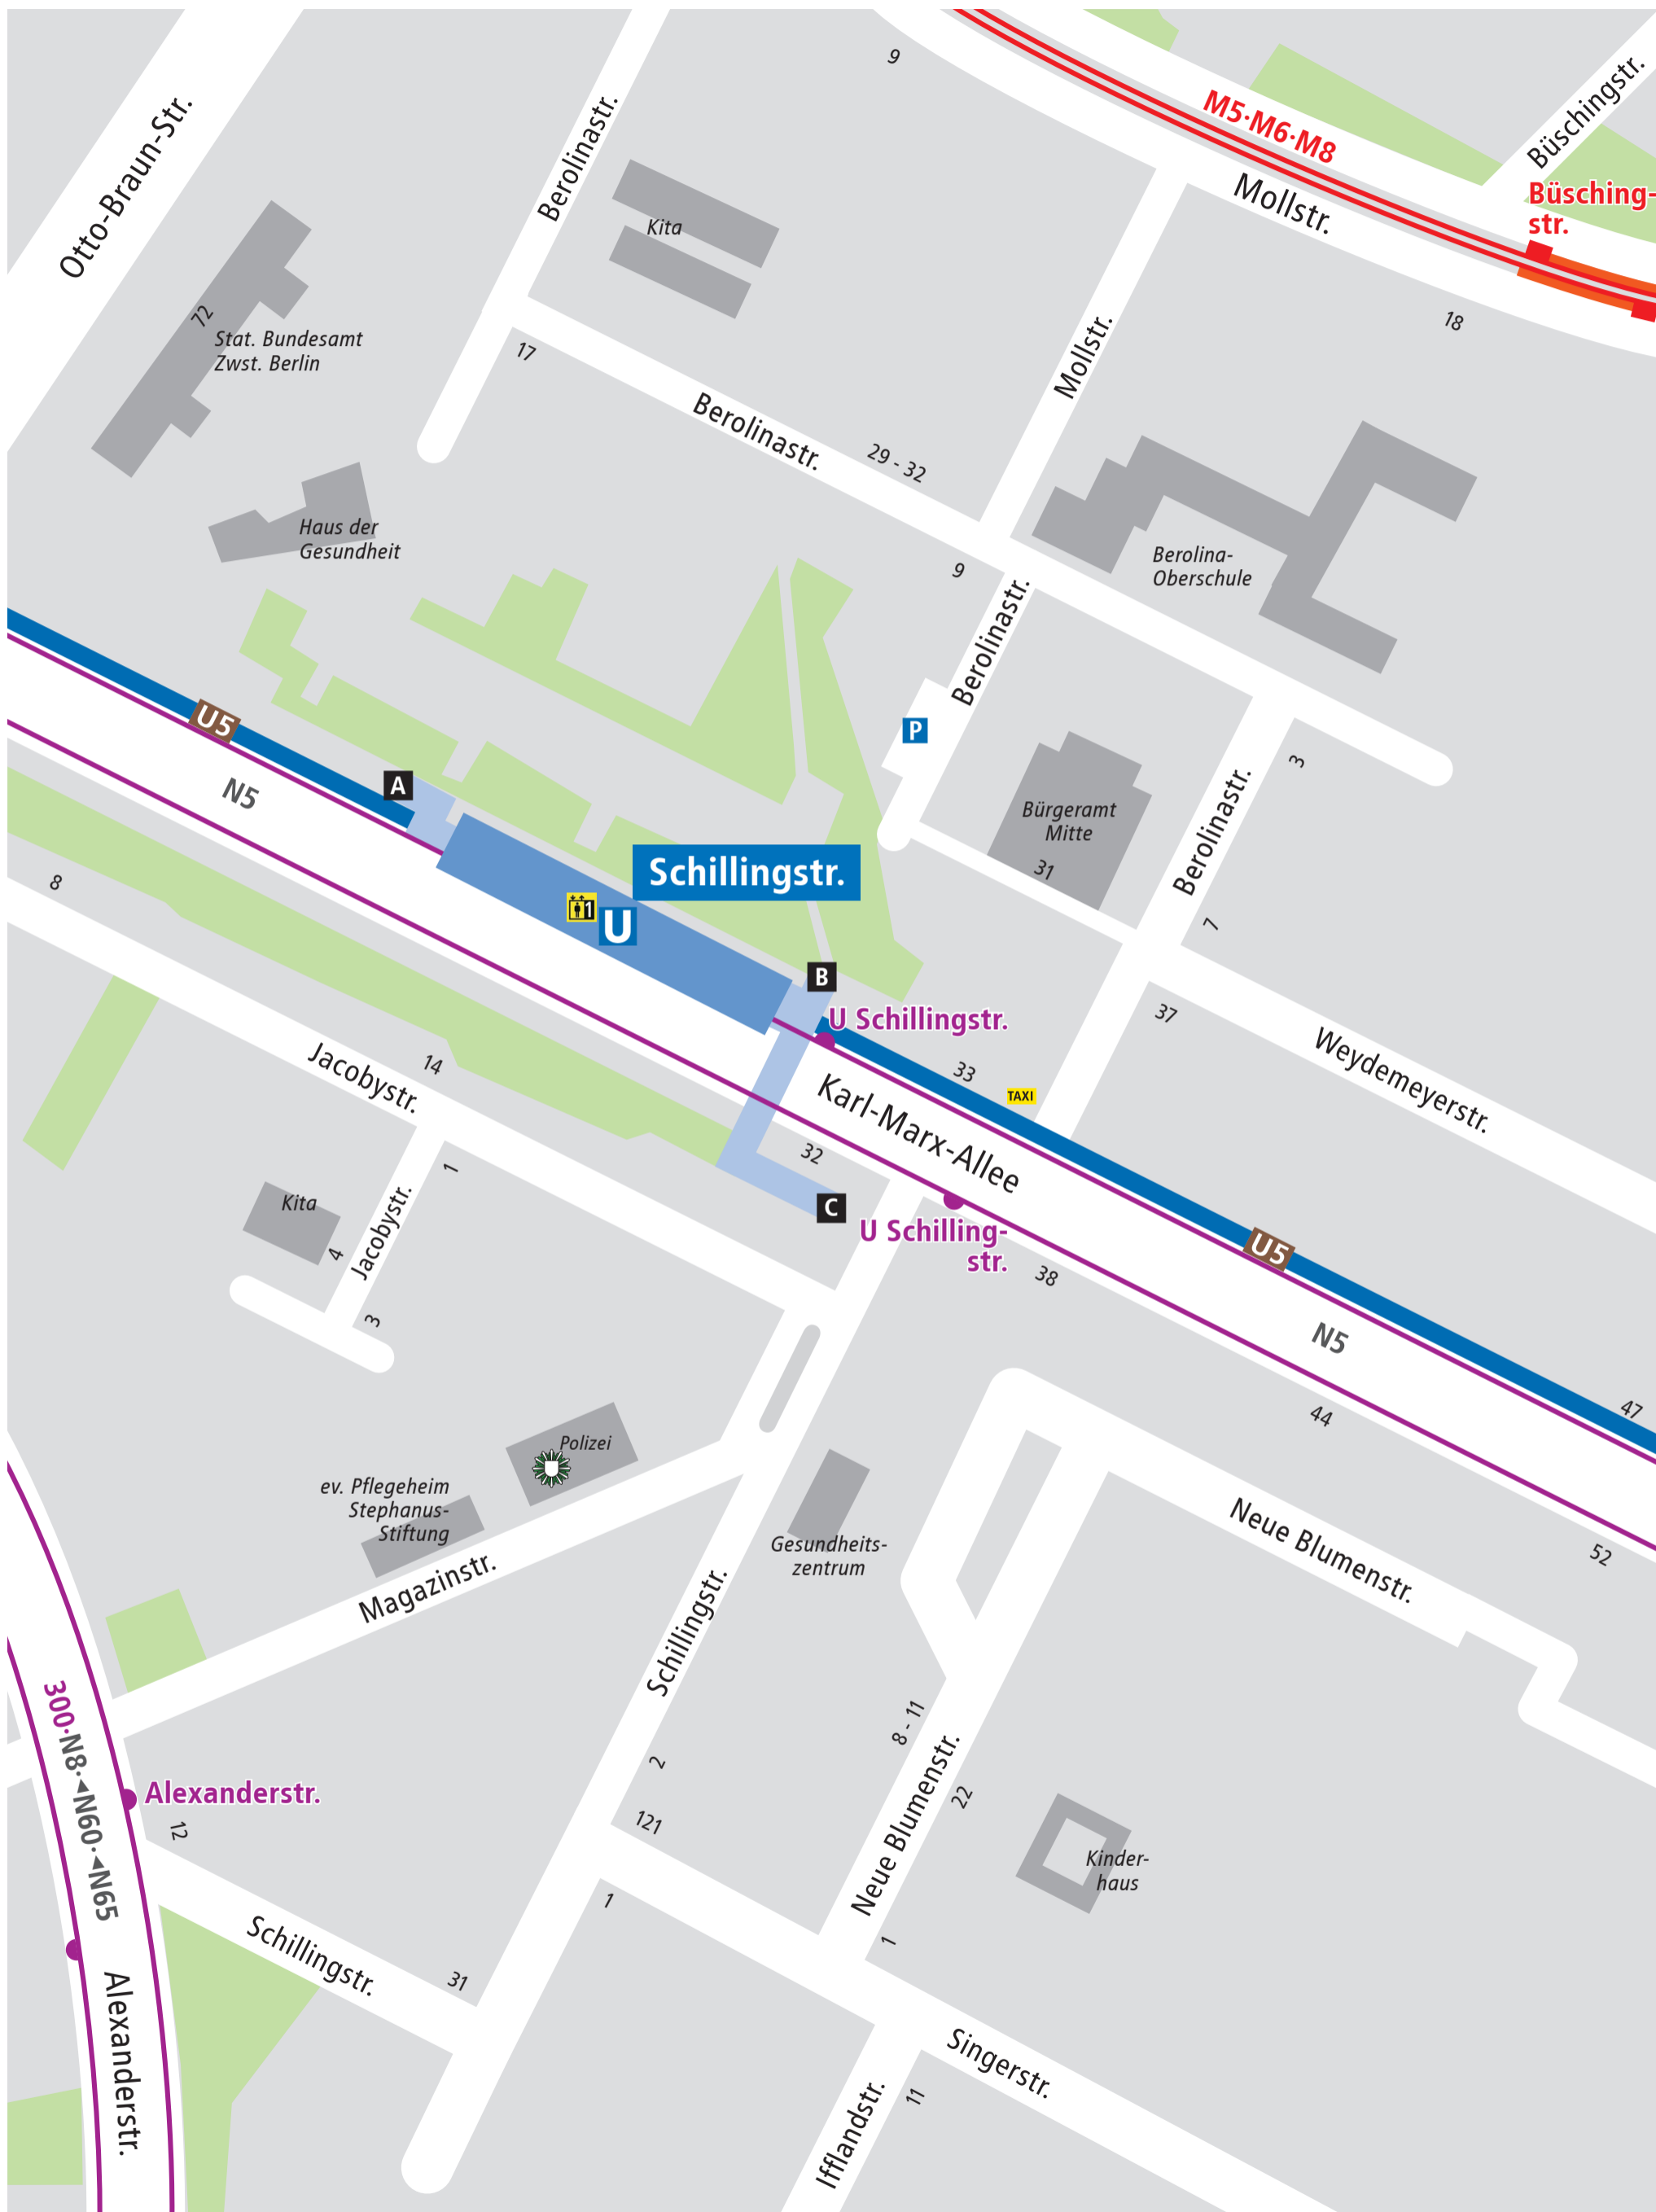 9
M5·M6·M8
Büschingstr.
Otto-Braun-Str.
Berolinastr.
Mollstr.
Büsching-
str.
Kita
72
Stat. Bundesamt
Zwst. Berlin
17
18
Mollstr.
Berolinastr.
29 - 32
Haus der
Gesundheit
9
Berolina-
Oberschule
Berolinastr.
U5
N5
P
A
3
Bürgeramt
Mitte
31
Berolinastr.
8
Schillingstr.
1
U
7
B
U Schillingstr.
37
Weydemeyerstr.
Jacobystr.
14
33
TAXI
Karl-Marx-Allee
32
1
Kita
4
Jacobystr.
C
U Schilling-
str.
U5
38
3
N5
47
44
Polizei
ev. Pflegeheim
Stephanus-
Stiftung
Gesundheits-
zentrum
Neue Blumenstr.
52
Magazinstr.
Schillingstr.
300·N8·◄N60·◄N65
8 - 11
2
Alexanderstr.
12
22
121
Neue Blumenstr.
Kinder-
haus
1
1
Schillingstr.
31
Alexanderstr.
Singerstr.
11
Ifflandstr.